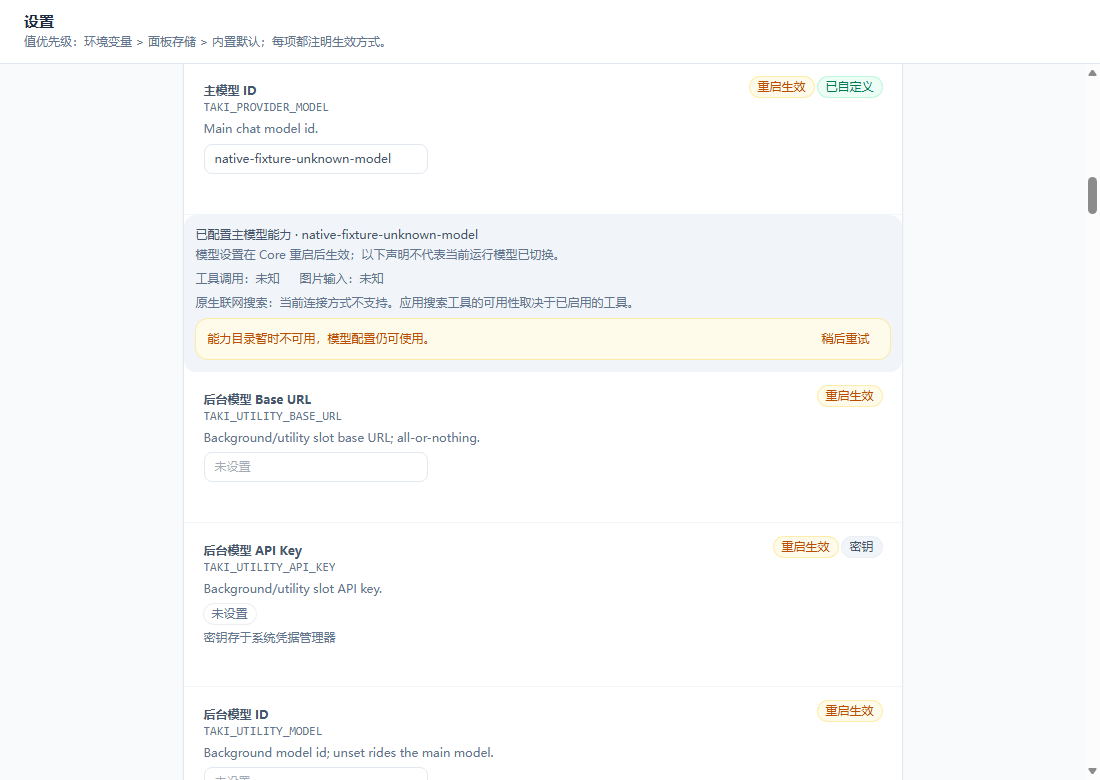 设置
值优先级：环境变量 > 面板存储 > 内置默认；每项都注明生效方式。
主模型 ID
重启生效 已自定义
TAKI_PROVIDER_MODEL
Main chat model id.
native-fixture-unknown-model
已配置主模型能力 · native-fixture-unknown-model
模型设置在 Core 重启后生效；以下声明不代表当前运行模型已切换。
工具调用：未知 图片输入：未知
原生联网搜索：当前连接方式不支持。应用搜索工具的可用性取决于已启用的工具。
能力目录暂时不可用，模型配置仍可使用。 稍后重试
后台模型 Base URL
重启生效
TAKI_UTILITY_BASE_URL
Background/utility slot base URL; all-or-nothing.
未设置
后台模型 API Key
重启生效 密钥
TAKI_UTILITY_API_KEY
Background/utility slot API key.
未设置
密钥存于系统凭据管理器
后台模型 ID
重启生效
TAKI_UTILITY_MODEL
Background model id; unset rides the main model.
未设置